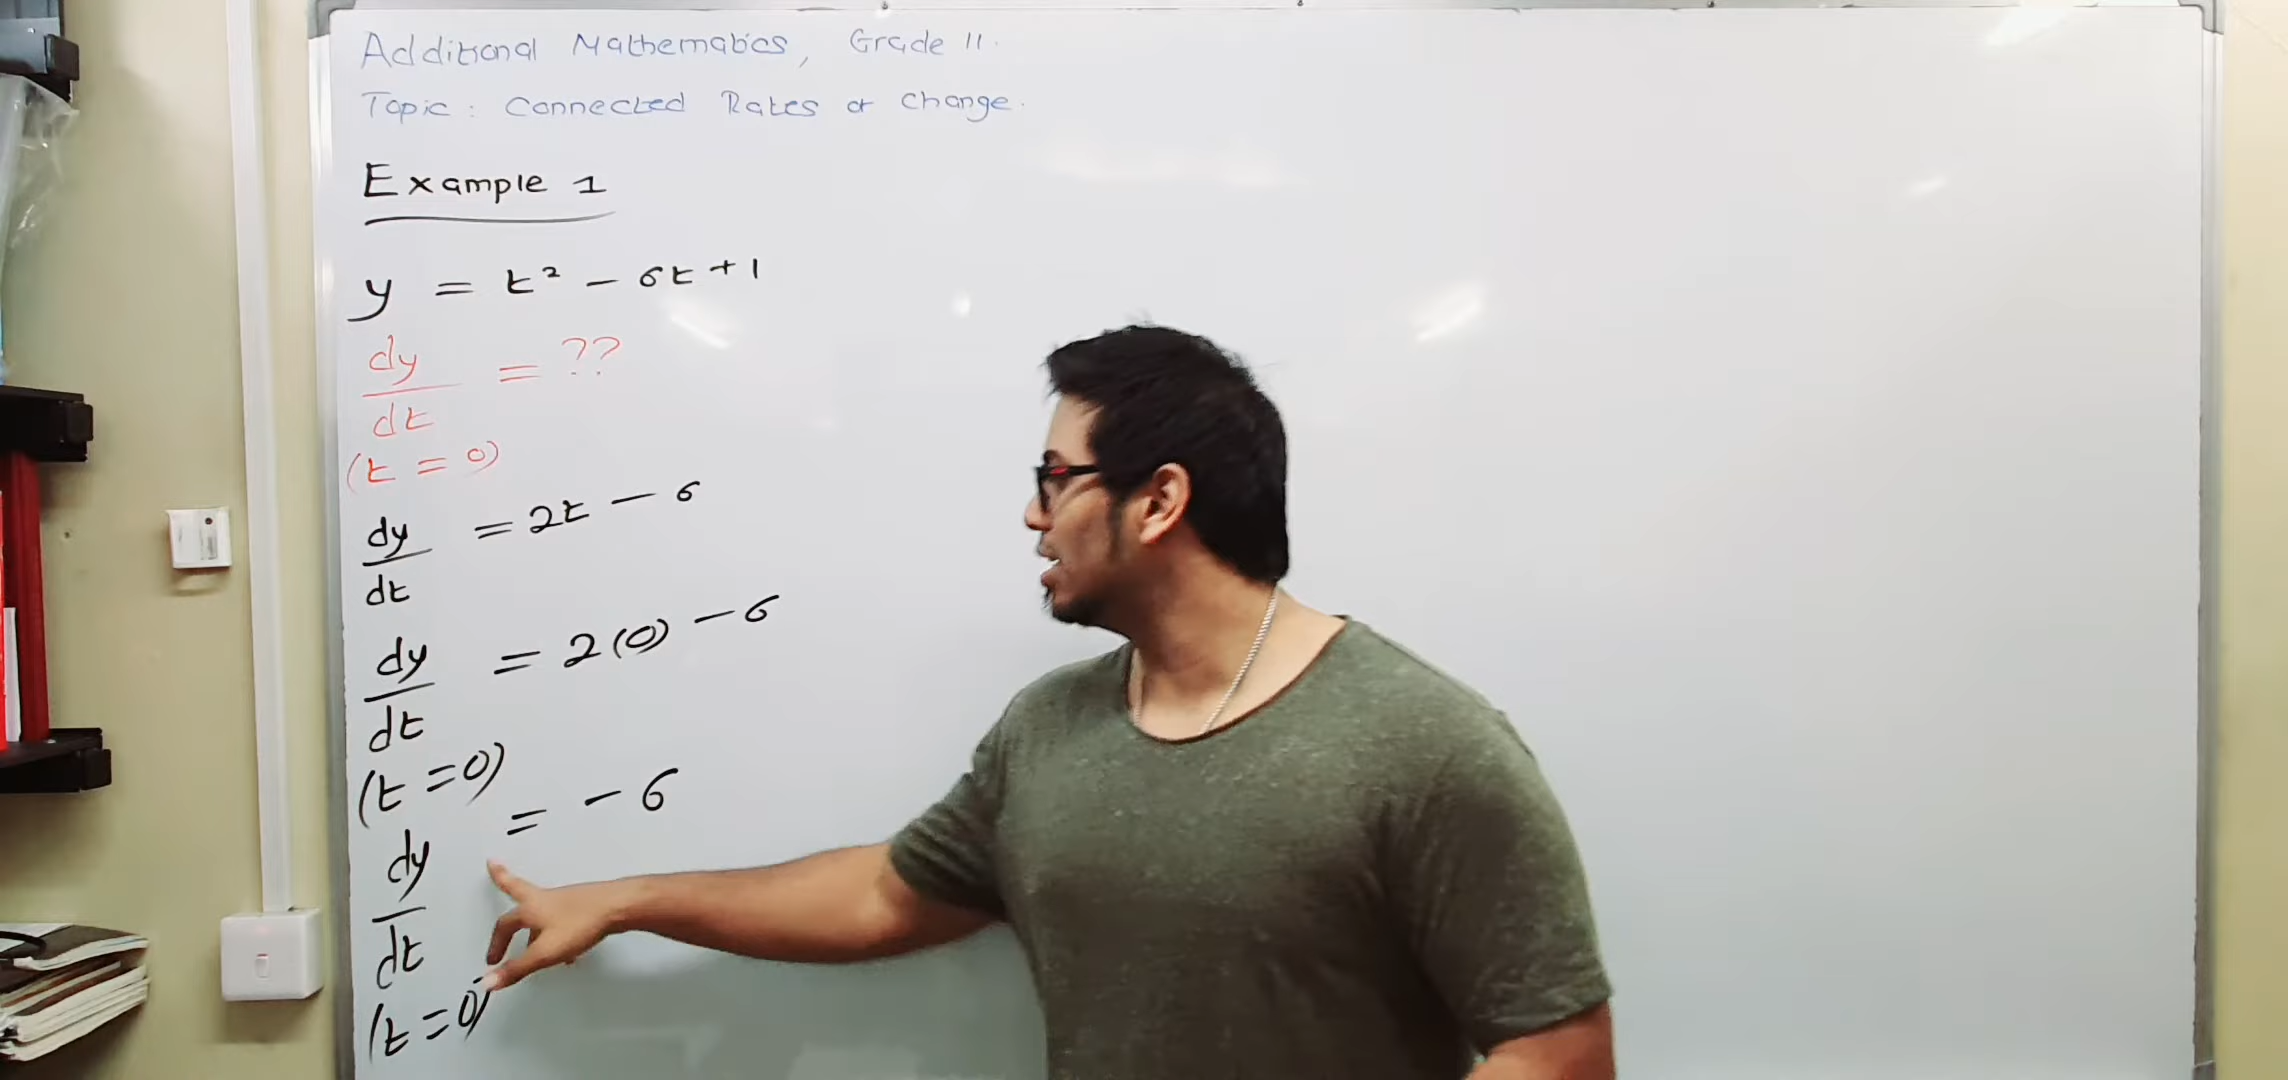 Additional Mathematics, Grade 11.
Topic: Connected Rates of Change.
Example 1
y = t² - 6t + 1
dy/dt = ??
(t = 0)
dy/dt = 2t - 6
dy/dt = 2(0) - 6
(t = 0)
dy/dt = - 6
(t = 0)